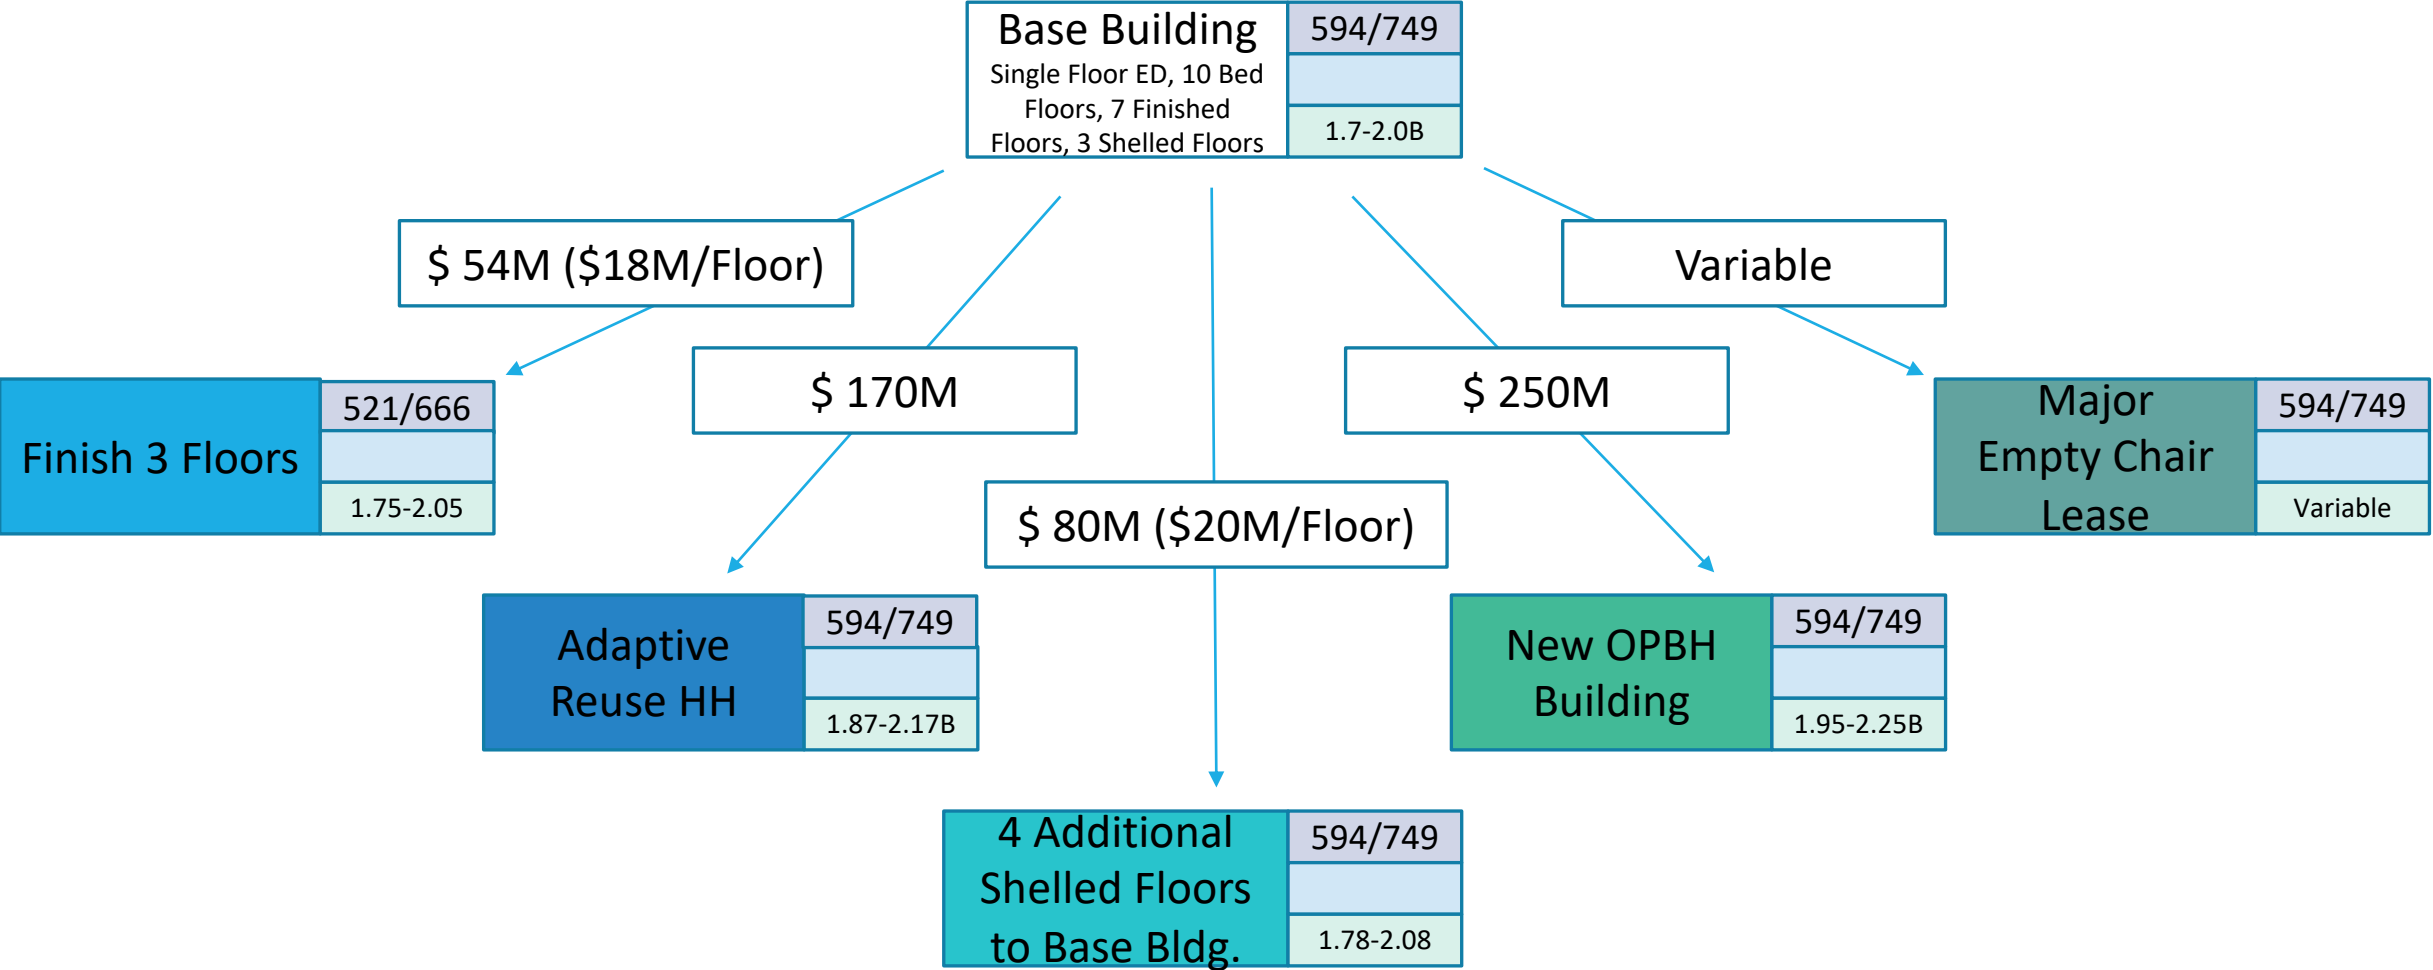 Base Building
Single Floor ED, 10 Bed
Floors, 7 Finished
Floors, 3 Shelled Floors
594/749
1.7-2.0B
$ 54M ($18M/Floor)
Variable
$ 170M
$ 250M
$ 80M ($20M/Floor)
Finish 3 Floors
521/666
1.75-2.05
Major
Empty Chair
Lease
594/749
Variable
Adaptive
Reuse HH
594/749
1.87-2.17B
New OPBH
Building
594/749
1.95-2.25B
4 Additional
Shelled Floors
to Base Bldg.
594/749
1.78-2.08